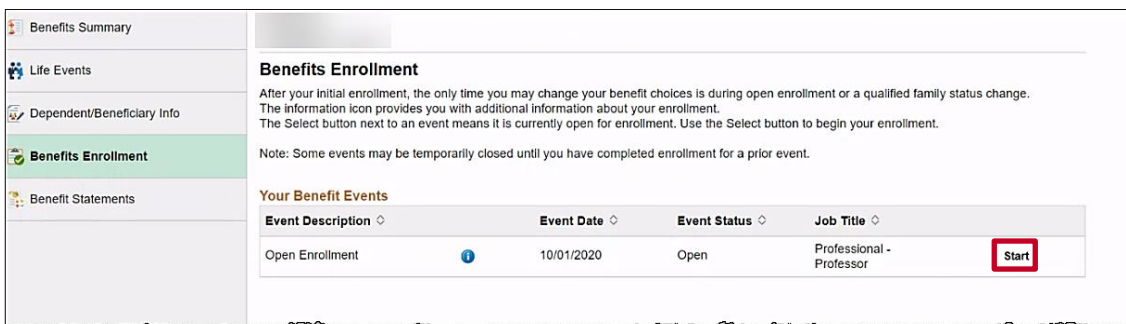 Benefits Summary
Life Events
Dependent/Beneficiary Info
Benefits Enrollment
Benefit Statements
Benefits Enrollment
After your initial enrollment, the only time you may change your benefit choices is during open enrollment or a qualified family status change.
The information icon provides you with additional information about your enrollment.
The Select button next to an event means it is currently open for enrollment. Use the Select button to begin your enrollment.
Note: Some events may be temporarily closed until you have completed enrollment for a prior event.
Your Benefit Events
Event Description Event Date Event Status Job Title
Open Enrollment 10/01/2020 Open Professional -
Professor Start